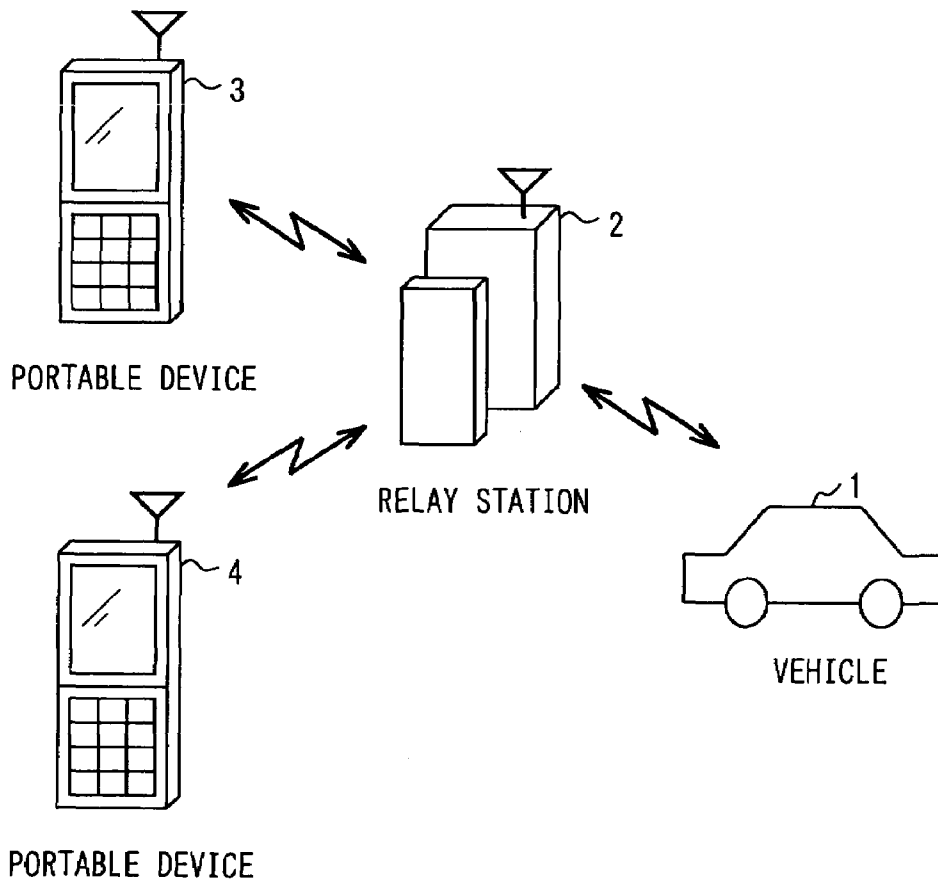 3
2
PORTABLE DEVICE
RELAY STATION
1
4
VEHICLE
PORTABLE DEVICE